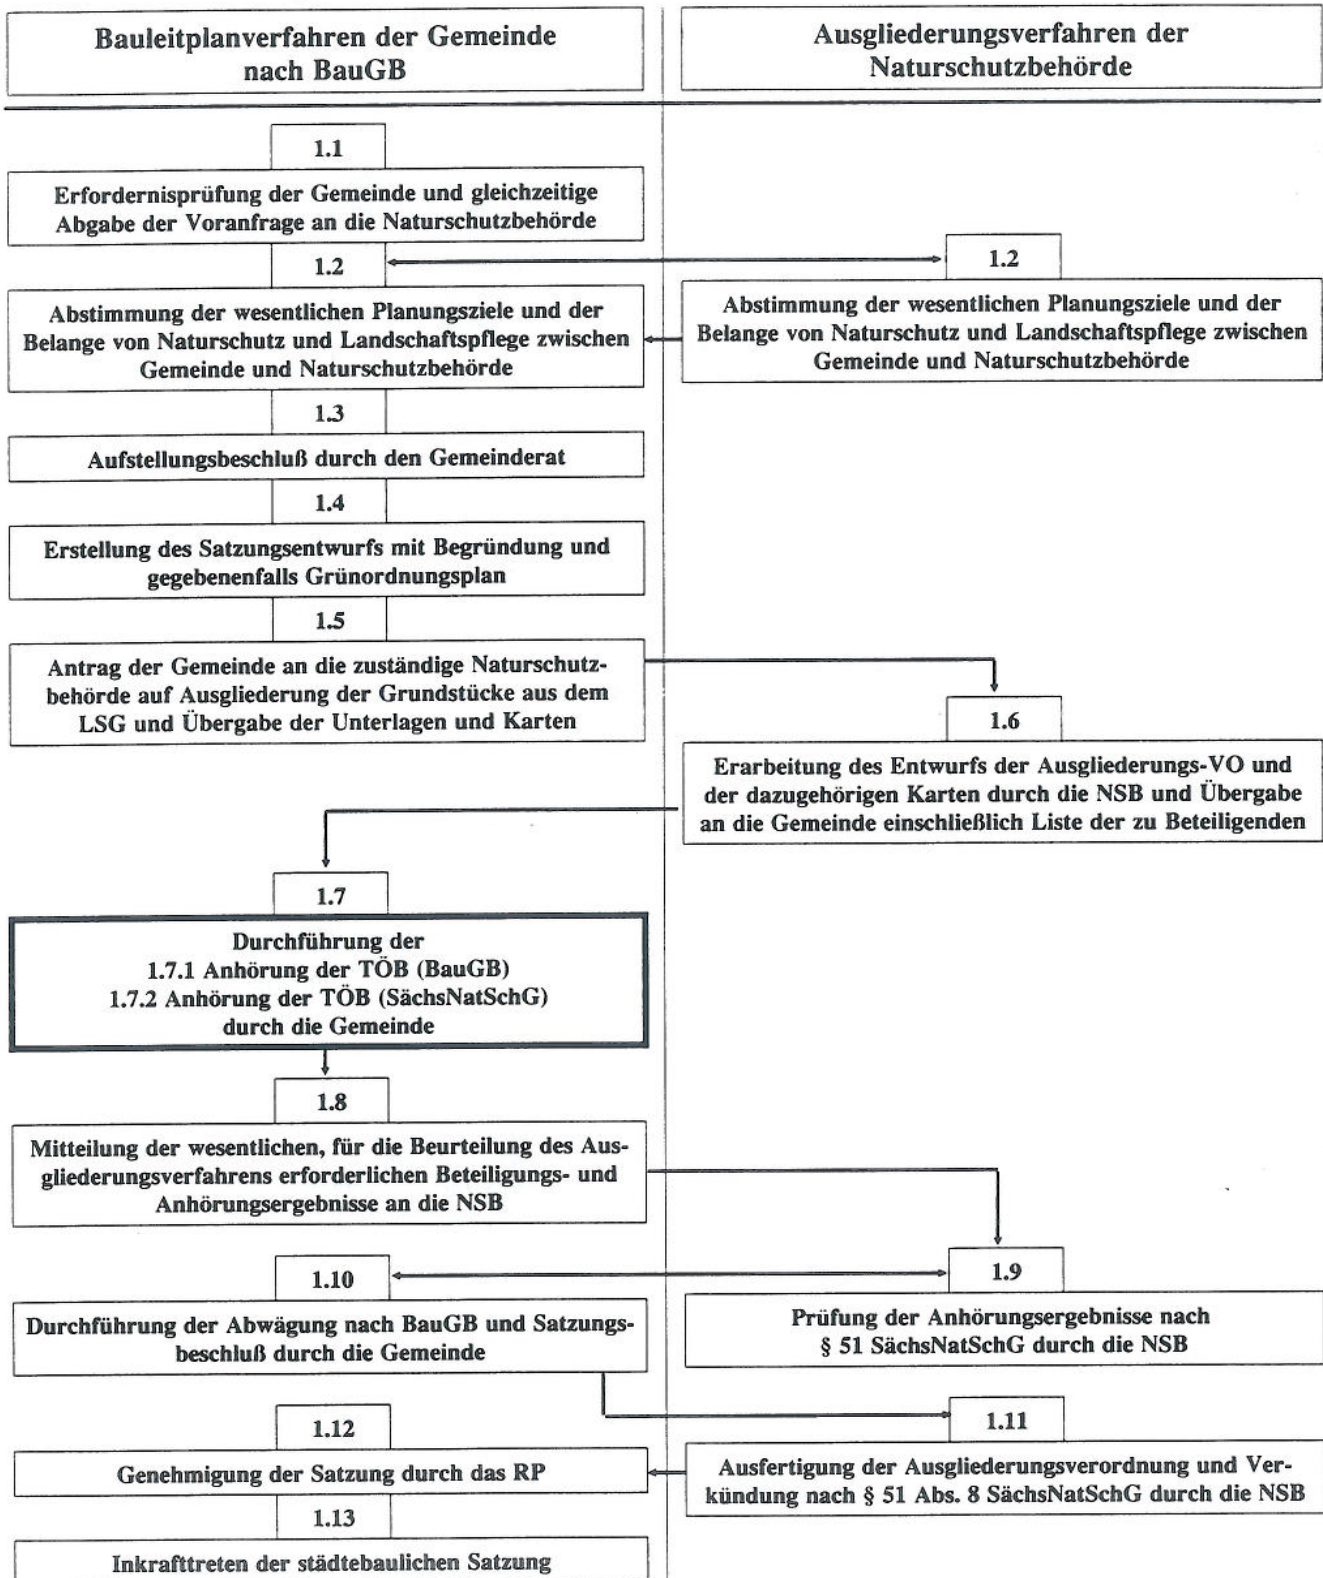 Bauleitplanverfahren der Gemeinde
nach BauGB
Ausgliederungsverfahren der
Naturschutzbehörde
1.1
Erfordernisprüfung der Gemeinde und gleichzeitige
Abgabe der Voranfrage an die Naturschutzbehörde
1.2
Abstimmung der wesentlichen Planungsziele und der
Belange von Naturschutz und Landschaftspflege zwischen
Gemeinde und Naturschutzbehörde
1.2
Abstimmung der wesentlichen Planungsziele und der
Belange von Naturschutz und Landschaftspflege zwischen
Gemeinde und Naturschutzbehörde
1.3
Aufstellungsbeschluß durch den Gemeinderat
1.4
Erstellung des Satzungsentwurfs mit Begründung und
gegebenenfalls Grünordnungsplan
1.5
Antrag der Gemeinde an die zuständige Naturschutz-
behörde auf Ausgliederung der Grundstücke aus dem
LSG und Übergabe der Unterlagen und Karten
1.6
Erarbeitung des Entwurfs der Ausgliederungs-VO und
der dazugehörigen Karten durch die NSB und Übergabe
an die Gemeinde einschließlich Liste der zu Beteiligenden
1.7
Durchführung der
1.7.1 Anhörung der TÖB (BauGB)
1.7.2 Anhörung der TÖB (SächsNatSchG)
durch die Gemeinde
1.8
Mitteilung der wesentlichen, für die Beurteilung des Aus-
gliederungsverfahrens erforderlichen Beteiligungs- und
Anhörungsergebnisse an die NSB
1.10
Durchführung der Abwägung nach BauGB und Satzungs-
beschluß durch die Gemeinde
1.9
Prüfung der Anhörungsergebnisse nach
§ 51 SächsNatSchG durch die NSB
1.11
Ausfertigung der Ausgliederungsverordnung und Ver-
kündung nach § 51 Abs. 8 SächsNatSchG durch die NSB
1.12
Genehmigung der Satzung durch das RP
1.13
Inkrafttreten der städtebaulichen Satzung